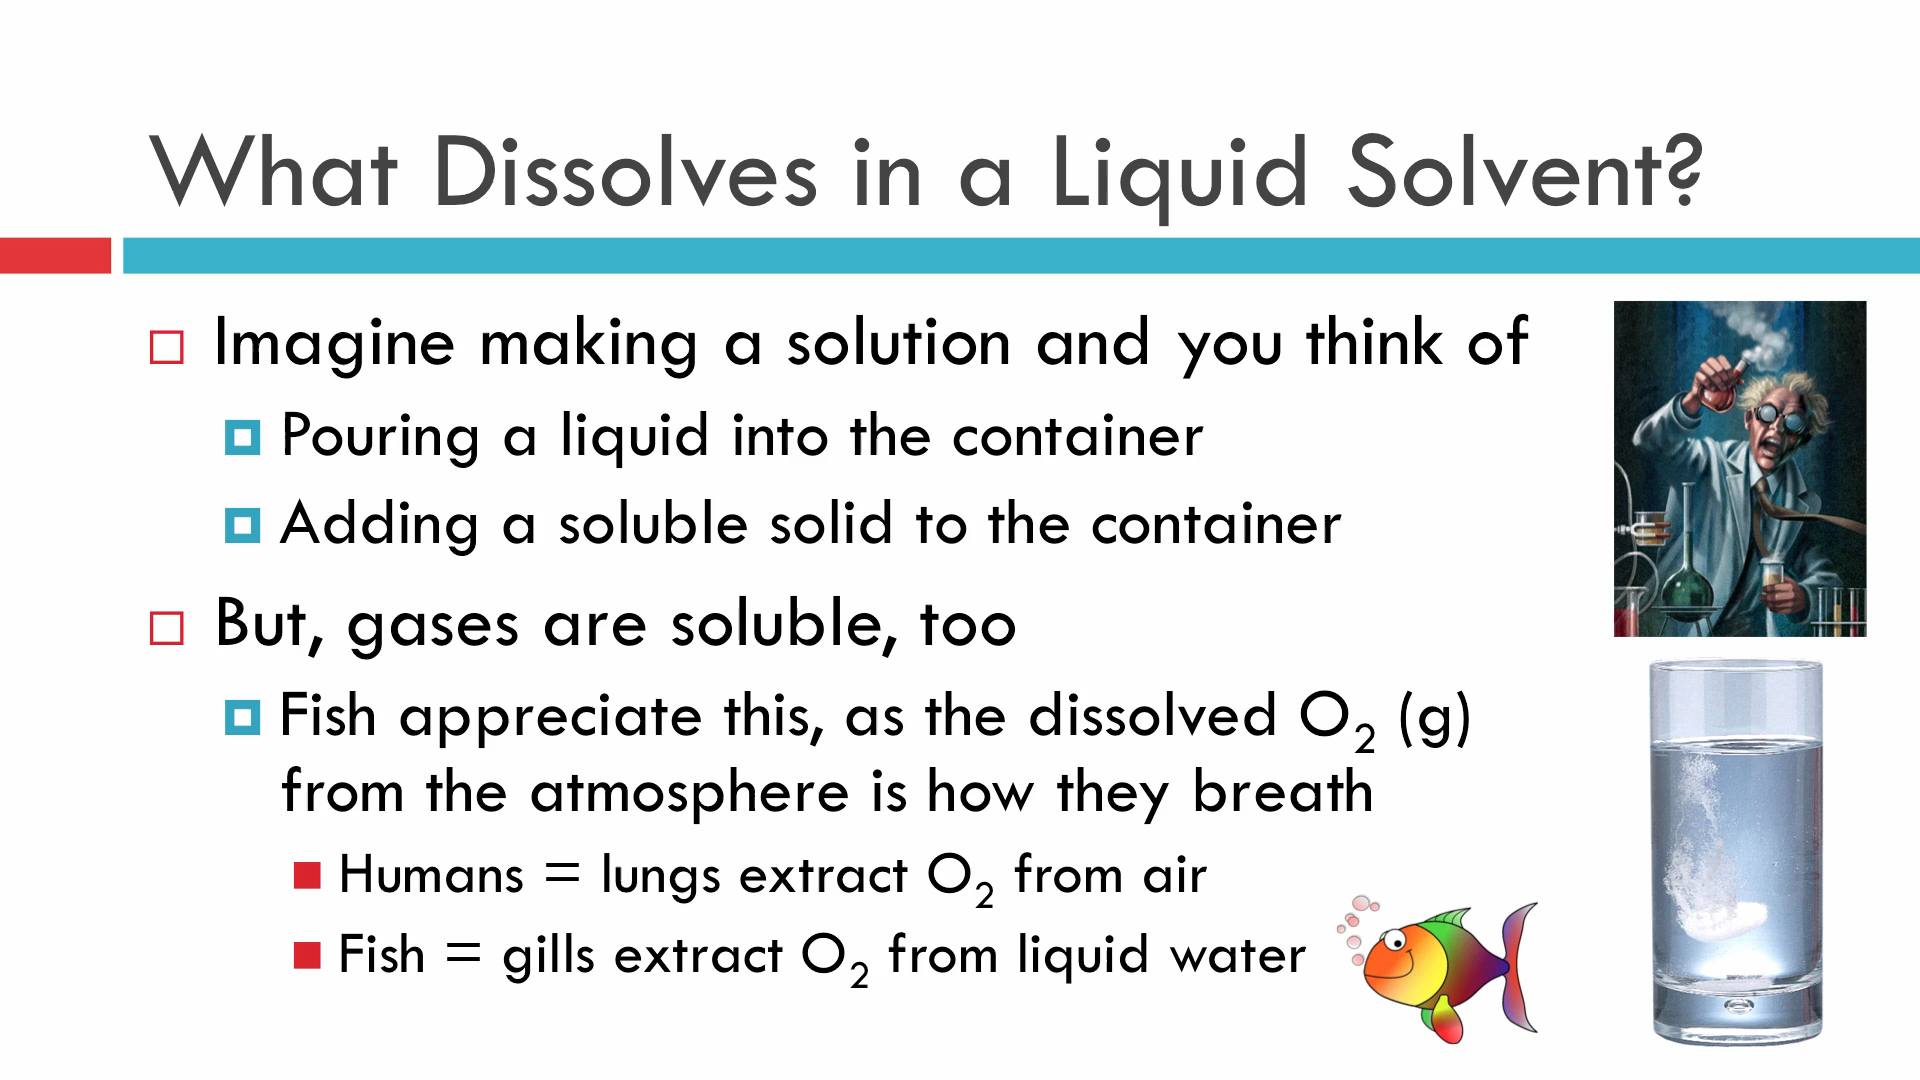 What Dissolves in a Liquid Solvent?
Imagine making a solution and you think of
Pouring a liquid into the container
Adding a soluble solid to the container
But, gases are soluble, too
Fish appreciate this, as the dissolved O₂ (g)
from the atmosphere is how they breath
Humans = lungs extract O₂ from air
Fish = gills extract O₂ from liquid water